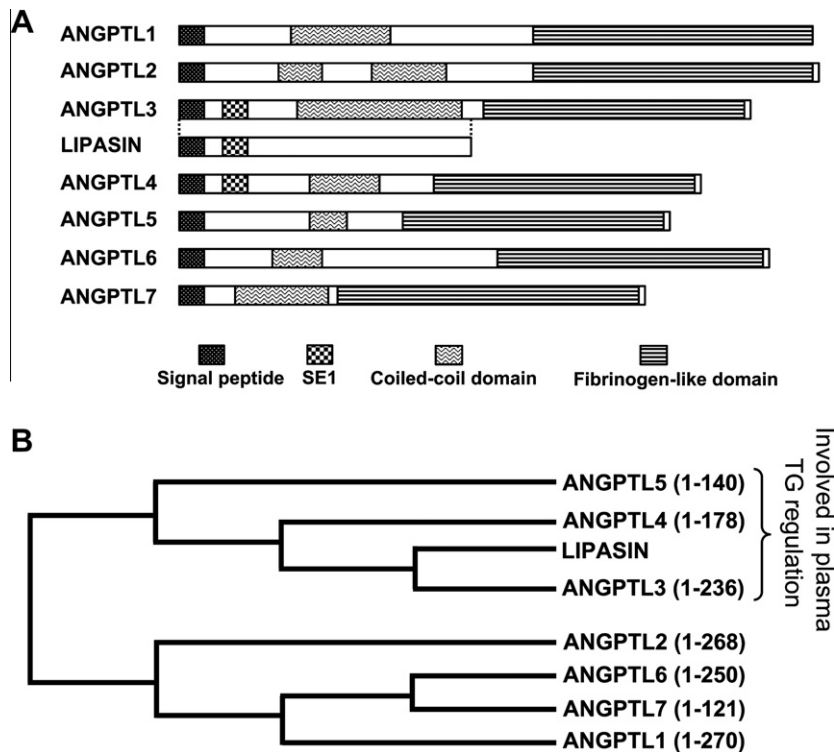 A
ANGPTL1
ANGPTL2
ANGPTL3
LIPASIN
ANGPTL4
ANGPTL5
ANGPTL6
ANGPTL7
Signal peptide
SE1
Coiled-coil domain
Fibrinogen-like domain
B
ANGPTL5 (1-140)
ANGPTL4 (1-178)
LIPASIN
ANGPTL3 (1-236)
ANGPTL2 (1-268)
ANGPTL6 (1-250)
ANGPTL7 (1-121)
ANGPTL1 (1-270)
Involved in plasma
TG regulation